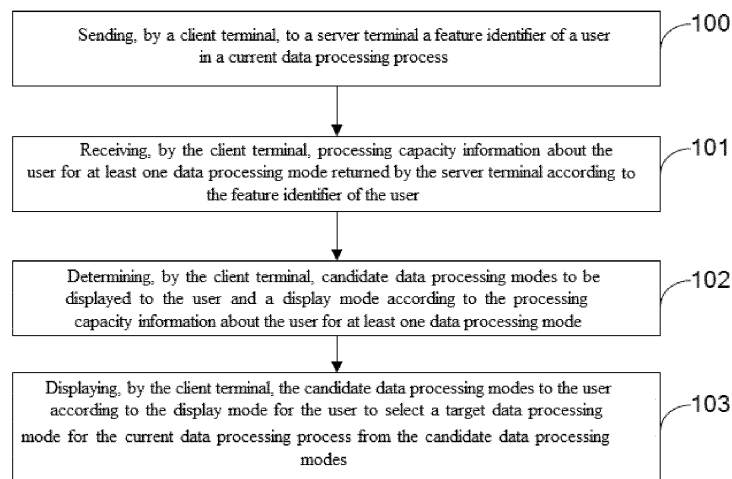 Sending, by a client terminal, to a server terminal a feature identifier of a user
in a current data processing process
100
Receiving, by the client terminal, processing capacity information about the
user for at least one data processing mode returned by the server terminal according to
the feature identifier of the user
101
Determining, by the client terminal, candidate data processing modes to be
displayed to the user and a display mode according to the processing
capacity information about the user for at least one data processing mode
102
Displaying, by the client terminal, the candidate data processing modes to the user
according to the display mode for the user to select a target data processing
mode for the current data processing process from the candidate data processing
modes
103